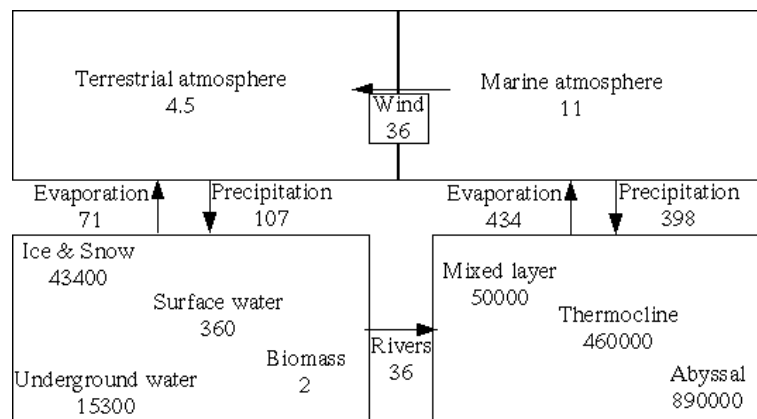 Terrestrial atmosphere
4.5
Marine atmosphere
11
Wind
36
Evaporation
71
Precipitation
107
Evaporation
434
Precipitation
398
Ice & Snow
43400
Surface water
360
Biomass
2
Underground water
15300
Rivers
36
Mixed layer
50000
Thermocline
460000
Abyssal
890000